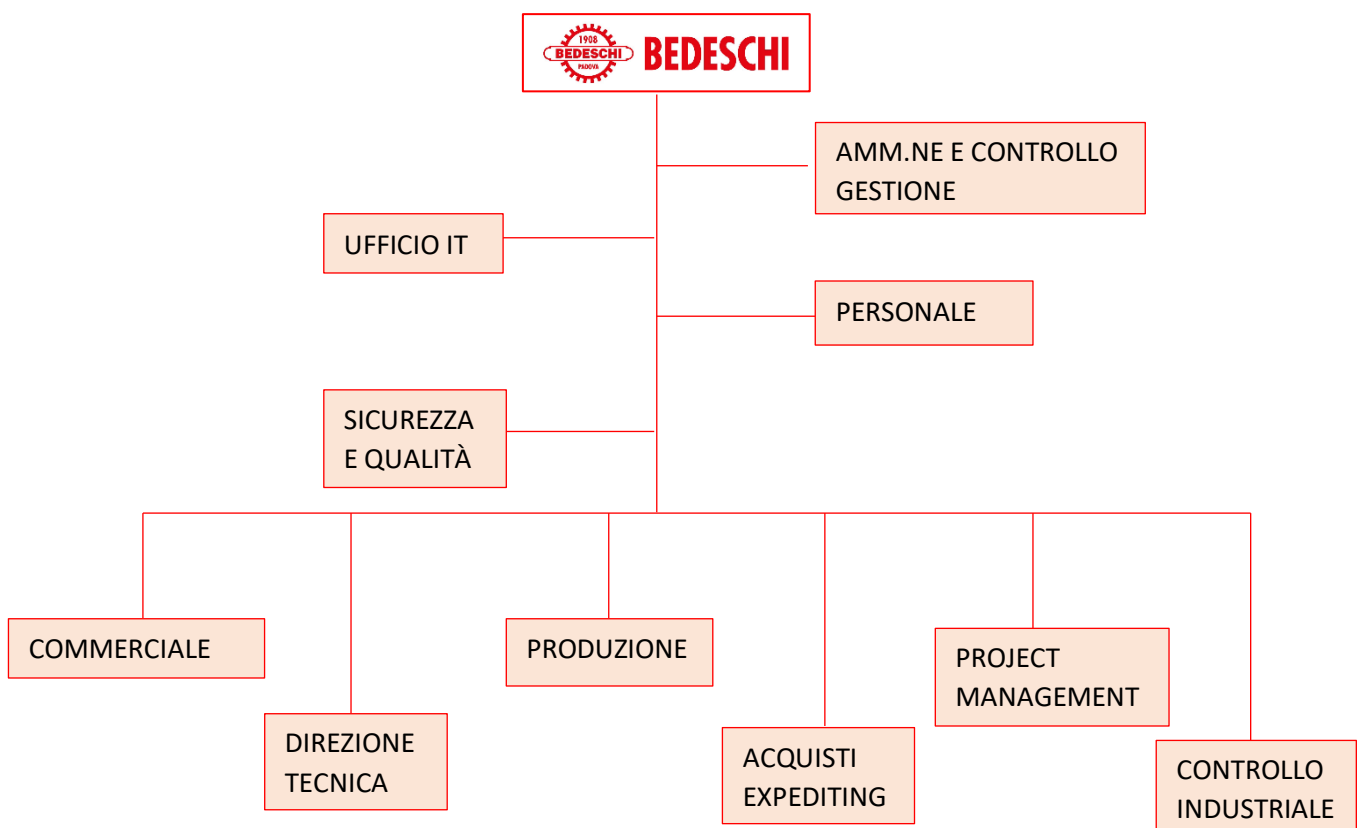 1908
BEDESCHI
PADOVA
BEDESCHI
AMM.NE E CONTROLLO
GESTIONE
UFFICIO IT
PERSONALE
SICUREZZA
E QUALITÀ
COMMERCIALE
PRODUZIONE
PROJECT
MANAGEMENT
DIREZIONE
TECNICA
ACQUISTI
EXPEDITING
CONTROLLO
INDUSTRIALE